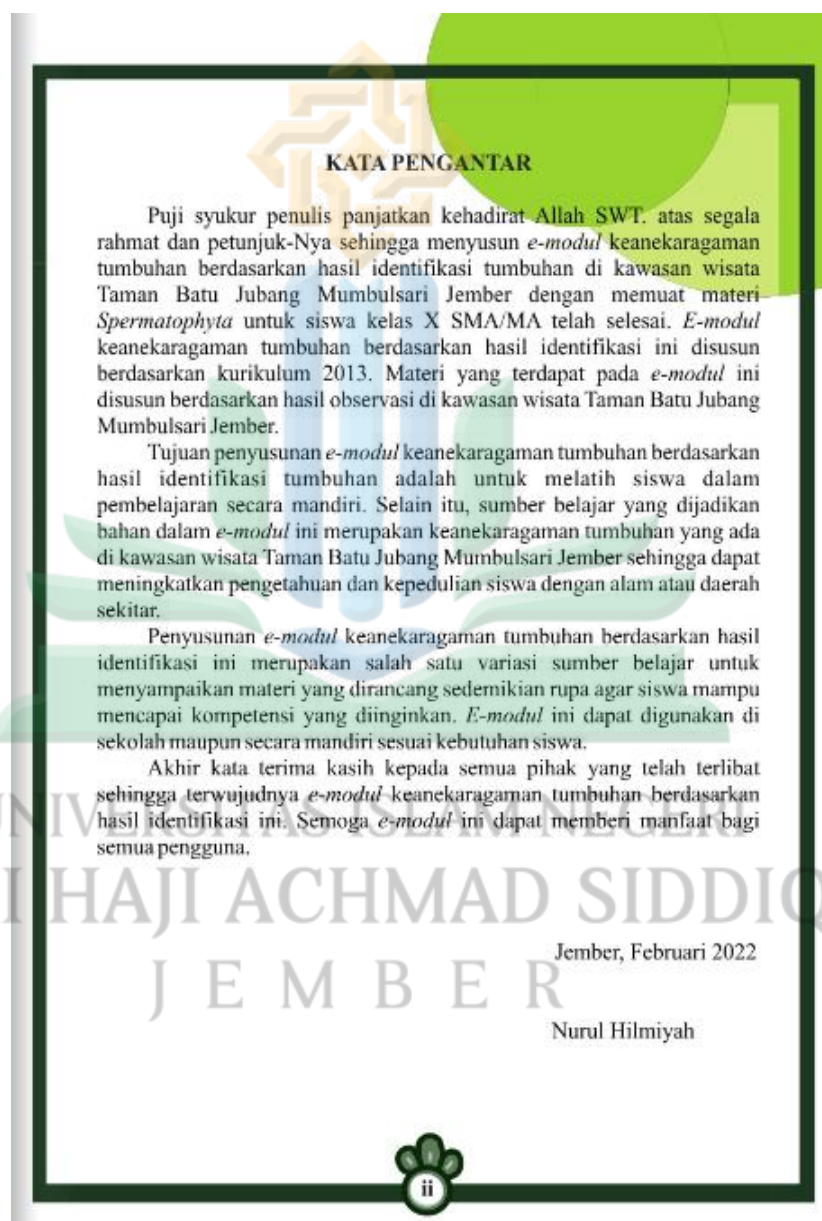 KATA PENGANTAR
Puji syukur penulis panjatkan kehadirat Allah SWT. atas segala
rahmat dan petunjuk-Nya sehingga menyusun e-modul keanekaragaman
tumbuhan berdasarkan hasil identifikasi tumbuhan di kawasan wisata
Taman Batu Jubang Mumbulsari Jember dengan memuat materi
Spermatophyta untuk siswa kelas X SMA/MA telah selesai. E-modul
keanekaragaman tumbuhan berdasarkan hasil identifikasi ini disusun
berdasarkan kurikulum 2013. Materi yang terdapat pada e-modul ini
disusun berdasarkan hasil observasi di kawasan wisata Taman Batu Jubang
Mumbulsari Jember.
Tujuan penyusunan e-modul keanekaragaman tumbuhan berdasarkan
hasil identifikasi tumbuhan adalah untuk melatih siswa dalam
pembelajaran secara mandiri. Selain itu, sumber belajar yang dijadikan
bahan dalam e-modul ini merupakan keanekaragaman tumbuhan yang ada
di kawasan wisata Taman Batu Jubang Mumbulsari Jember sehingga dapat
meningkatkan pengetahuan dan kepedulian siswa dengan alam atau daerah
sekitar.
Penyusunan e-modul keanekaragaman tumbuhan berdasarkan hasil
identifikasi ini merupakan salah satu variasi sumber belajar untuk
menyampaikan materi yang dirancang sedemikian rupa agar siswa mampu
mencapai kompetensi yang diinginkan. E-modul ini dapat digunakan di
sekolah maupun secara mandiri sesuai kebutuhan siswa.
Akhir kata terima kasih kepada semua pihak yang telah terlibat
sehingga terwujudnya e-modul keanekaragaman tumbuhan berdasarkan
hasil identifikasi ini. Semoga e-modul ini dapat memberi manfaat bagi
semua pengguna.
NIVERSITAS ISLAM NEGERI
I HAJI ACHMAD SIDDIQ
JEMBER
Jember, Februari 2022
Nurul Hilmiyah
ii